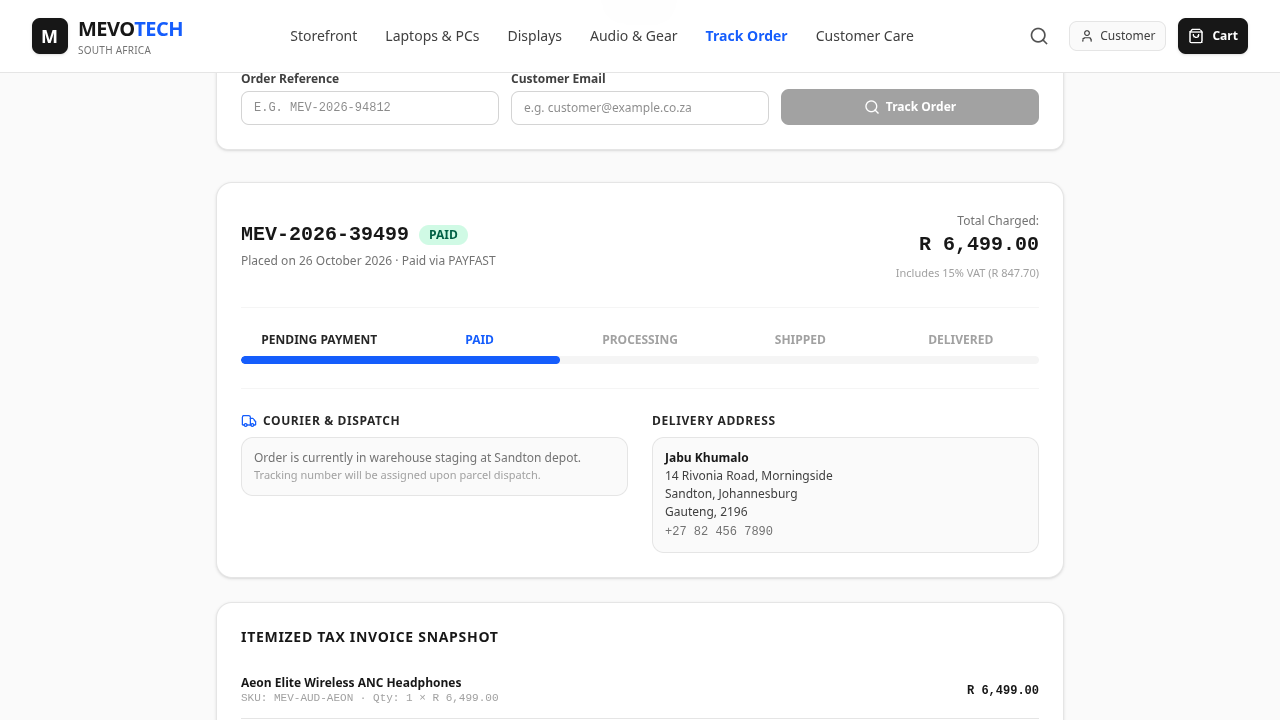 M
MEVOTECH
SOUTH AFRICA
Storefront
Laptops & PCs
Displays
Audio & Gear
Track Order
Customer Care
Customer
Cart
Order Reference
E.G. MEV-2026-94812
Customer Email
e.g. customer@example.co.za
Track Order
MEV-2026-39499 PAID
Placed on 26 October 2026 · Paid via PAYFAST
Total Charged:
R 6,499.00
Includes 15% VAT (R 847.70)
PENDING PAYMENT
PAID
PROCESSING
SHIPPED
DELIVERED
COURIER & DISPATCH
Order is currently in warehouse staging at Sandton depot.
Tracking number will be assigned upon parcel dispatch.
DELIVERY ADDRESS
Jabu Khumalo
14 Rivonia Road, Morningside
Sandton, Johannesburg
Gauteng, 2196
+27 82 456 7890
ITEMIZED TAX INVOICE SNAPSHOT
Aeon Elite Wireless ANC Headphones
SKU: MEV-AUD-AEON · Qty: 1 × R 6,499.00
R 6,499.00